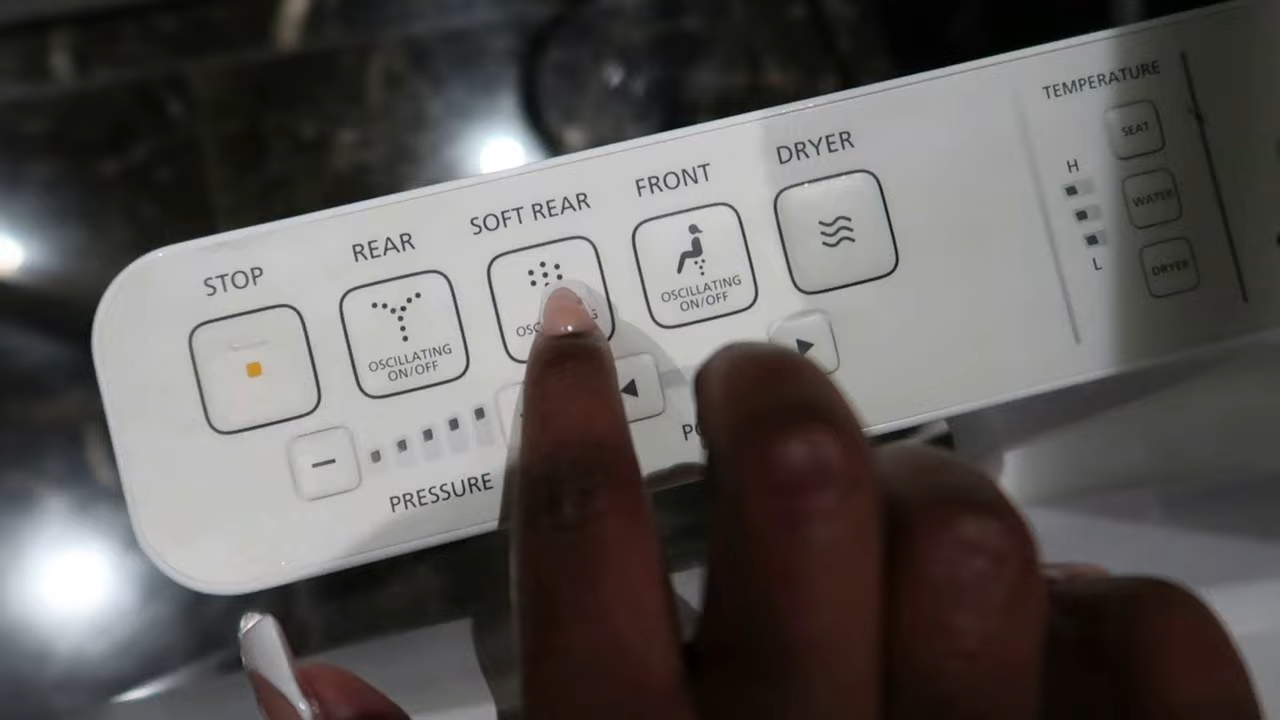 STOP
REAR
OSCILLATING
ON/OFF
SOFT REAR
FRONT
OSCILLATING
ON/OFF
DRYER
PRESSURE
TEMPERATURE
H
L
SEAT
WATER
DRYER